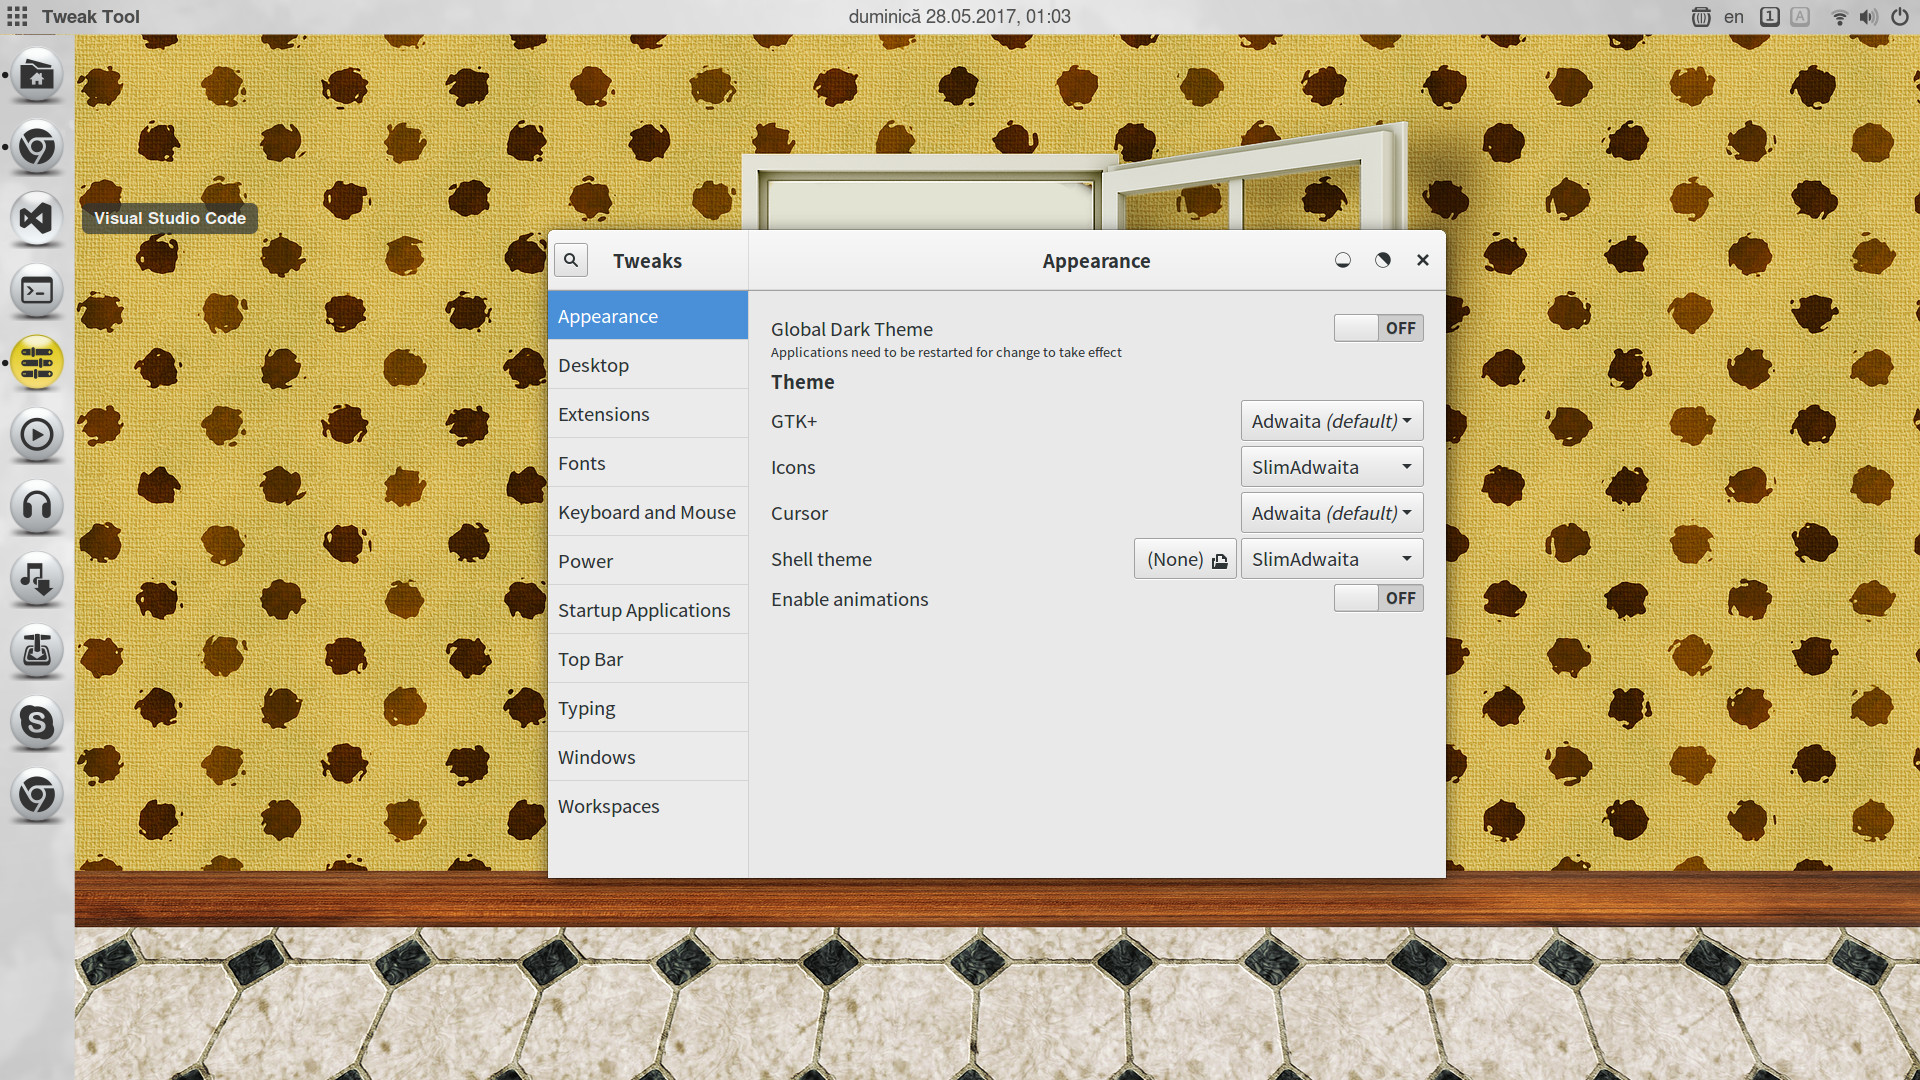 Tweak Tool
duminică 28.05.2017, 01:03
en
1
A
Visual Studio Code
Tweaks
Appearance
Appearance
Desktop
Extensions
Fonts
Keyboard and Mouse
Power
Startup Applications
Top Bar
Typing
Windows
Workspaces
Global Dark Theme
OFF
Applications need to be restarted for change to take effect
Theme
GTK+
Adwaita (default)
Icons
SlimAdwaita
Cursor
Adwaita (default)
Shell theme
(None)
SlimAdwaita
Enable animations
OFF